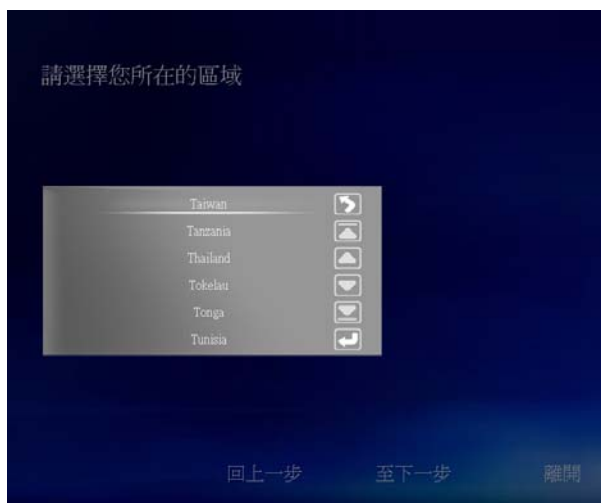 請選擇您所在的區域
Taiwan
Tanzania
Thailand
Tokelau
Tonga
Tunisia
回上一步 至下一步 離開